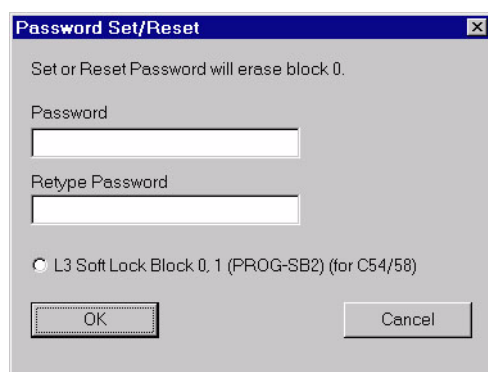 Password Set/Reset
Set or Reset Password will erase block 0.
Password
Retype Password
L3 Soft Lock Block 0, 1 (PROG-SB2) (for C54/58)
OK
Cancel